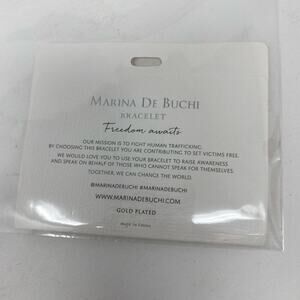 MARINA DE BUCHI
BRACELET
Freedom awaits
OUR MISSION IS TO FIGHT HUMAN TRAFFICKING.
BY CHOOSING THIS BRACELET YOU ARE CONTRIBUTING TO SET VICTIMS FREE.
WE WOULD LOVE YOU TO USE YOUR BRACELET TO RAISE AWARENESS
AND SPEAK ON BEHALF OF THOSE WHO CANNOT SPEAK FOR THEMSELVES.
TOGETHER, WE CAN CHANGE THE WORLD.
@MARINADEBUCHI #MARINADEBUCHI
WWW.MARINADEBUCHI.COM
GOLD PLATED
made in